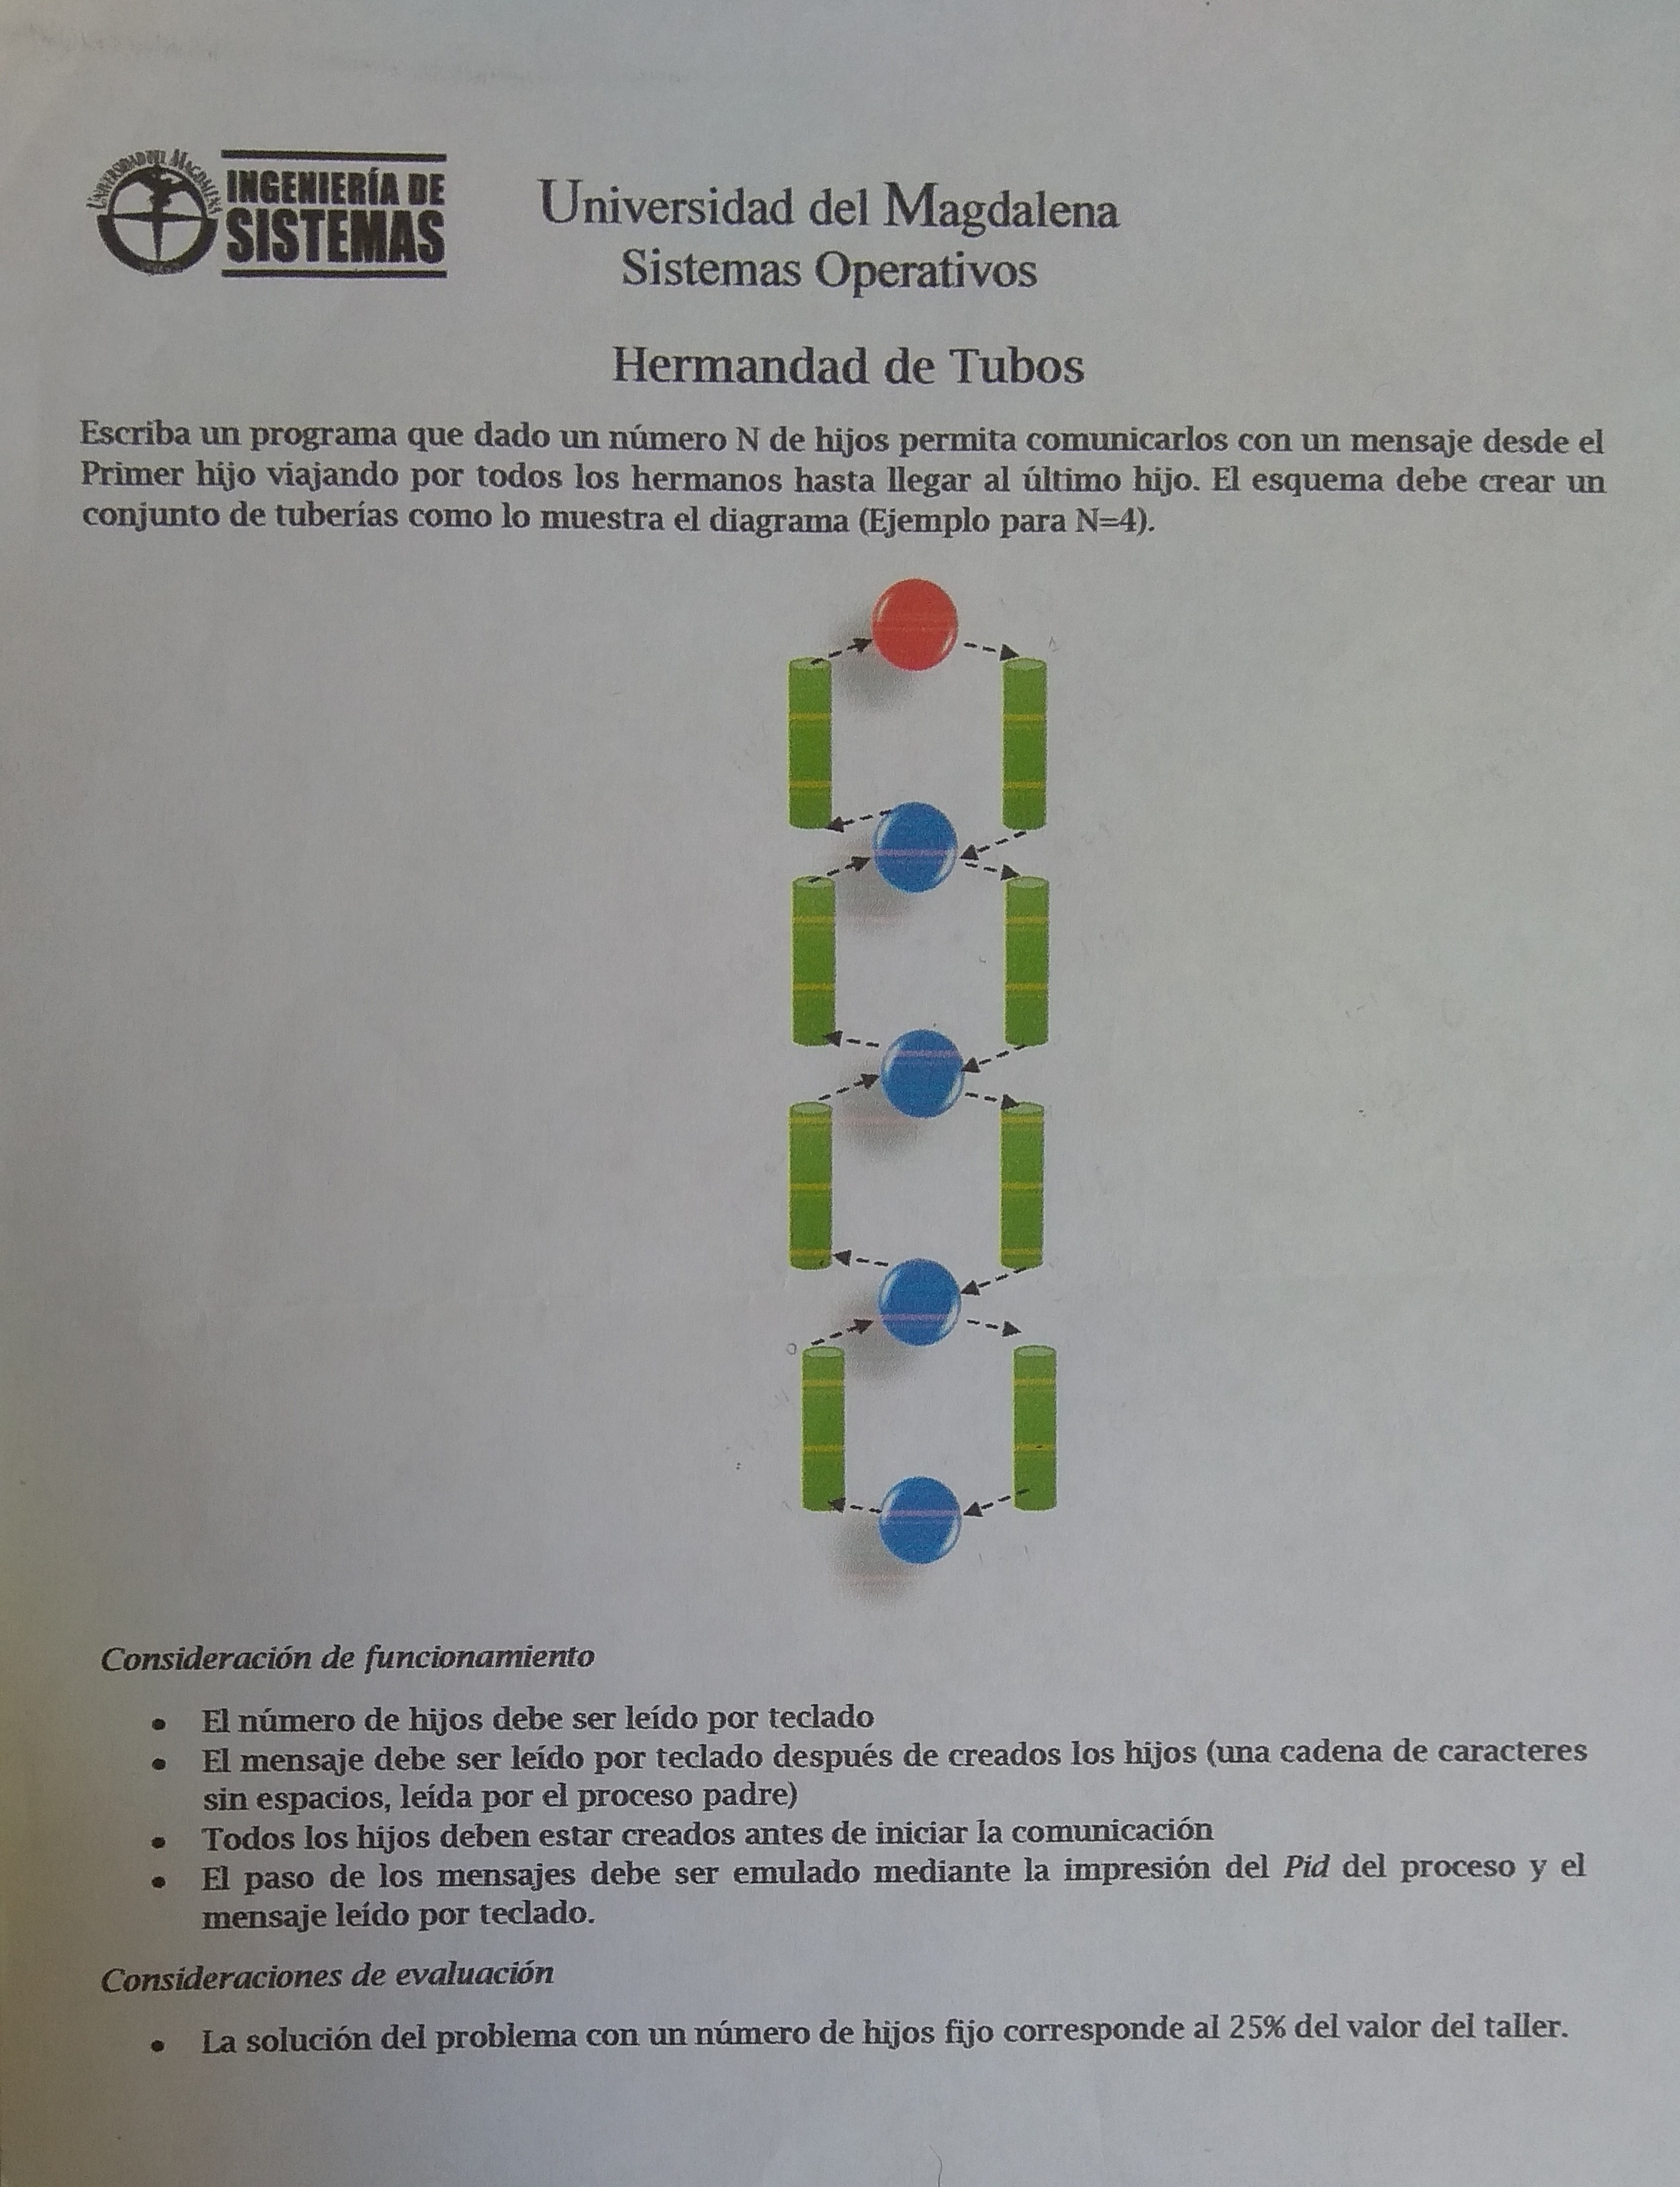 UNIVERSIDAD DEL MAGDALENA
INGENIERÍA DE
SISTEMAS
Universidad del Magdalena
Sistemas Operativos
Hermandad de Tubos
Escriba un programa que dado un número N de hijos permita comunicarlos con un mensaje desde el
Primer hijo viajando por todos los hermanos hasta llegar al último hijo. El esquema debe crear un
conjunto de tuberías como lo muestra el diagrama (Ejemplo para N=4).
Consideración de funcionamiento
• El número de hijos debe ser leído por teclado
• El mensaje debe ser leído por teclado después de creados los hijos (una cadena de caracteres
sin espacios, leída por el proceso padre)
• Todos los hijos deben estar creados antes de iniciar la comunicación
• El paso de los mensajes debe ser emulado mediante la impresión del Pid del proceso y el
mensaje leído por teclado.
Consideraciones de evaluación
• La solución del problema con un número de hijos fijo corresponde al 25% del valor del taller.